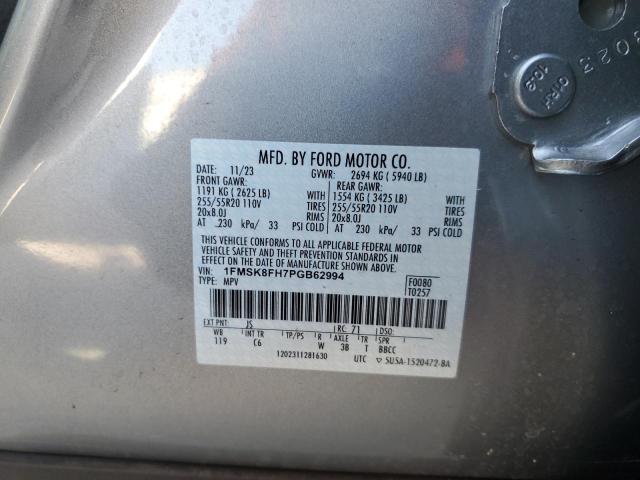 MFD. BY FORD MOTOR CO.
DATE: 11/23 GVWR: 2694 KG ( 5940 LB)
FRONT GAWR: REAR GAWR:
1191 KG ( 2625 LB) WITH 1554 KG ( 3425 LB) WITH
255/55R20 110V TIRES 255/55R20 110V TIRES
20x8.0J RIMS 20x8.0J RIMS
AT 230 kPa/ 33 PSI COLD AT 230 kPa/ 33 PSI COLD
THIS VEHICLE CONFORMS TO ALL APPLICABLE FEDERAL MOTOR
VEHICLE SAFETY AND THEFT PREVENTION STANDARDS IN
EFFECT ON THE DATE OF MANUFACTURE SHOWN ABOVE.
VIN: 1FMSK8FH7PGB62994
TYPE: MPV
F0080
T0257
EXT PNT: JS RC: 71 DSO:
WB INT TR TP/PS R AXLE TR SPR
119 C6 W 3B T BBCC
1202311281630 UTC ▽ SU5A-1520472-BA
3023
10.9